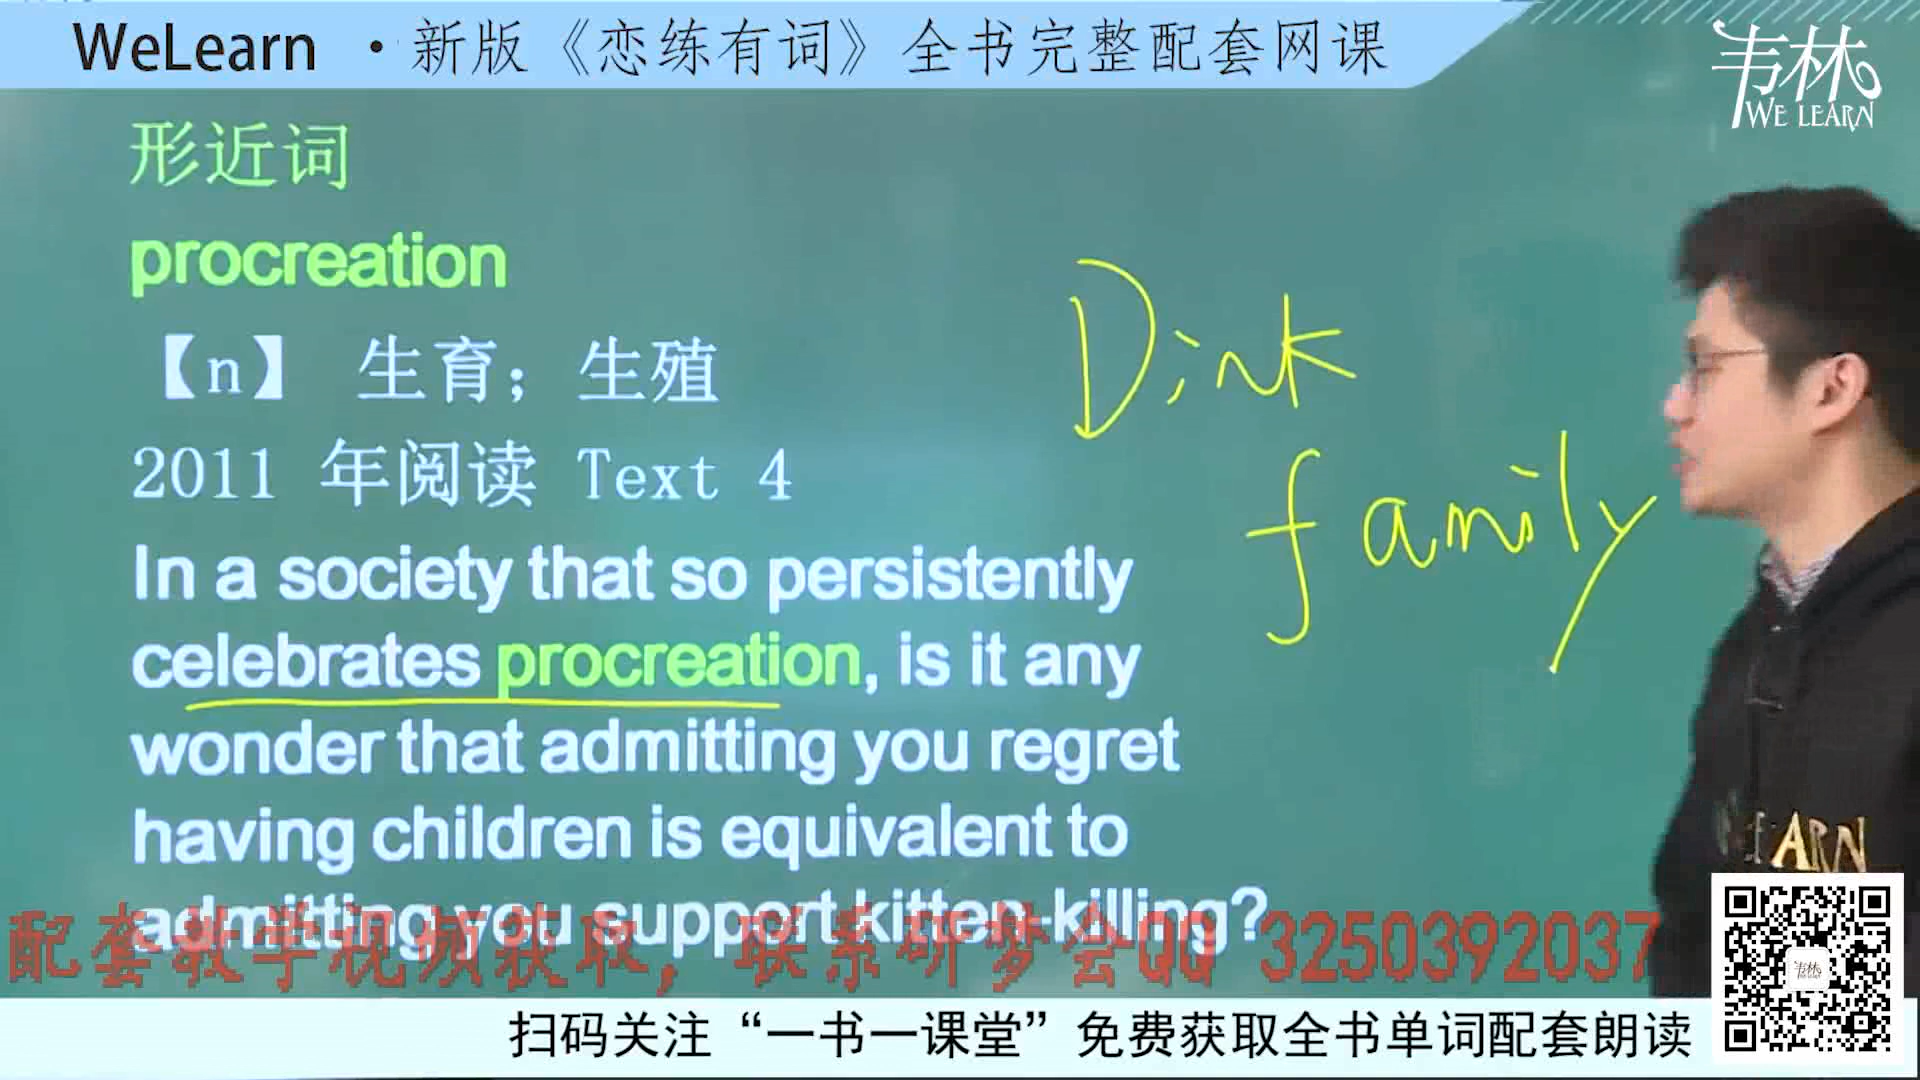 WeLearn ·新版《恋练有词》全书完整配套网课
韦林
WE LEARN
形近词
procreation
【n】 生育；生殖
2011 年阅读 Text 4
In a society that so persistently
celebrates procreation, is it any
wonder that admitting you regret
having children is equivalent to
admitting you support kitten-killing?
Dink
family
WeLEARN
配套教学视频获取，联系研梦会QQ 3250392037
韦林
扫码关注“一书一课堂”免费获取全书单词配套朗读